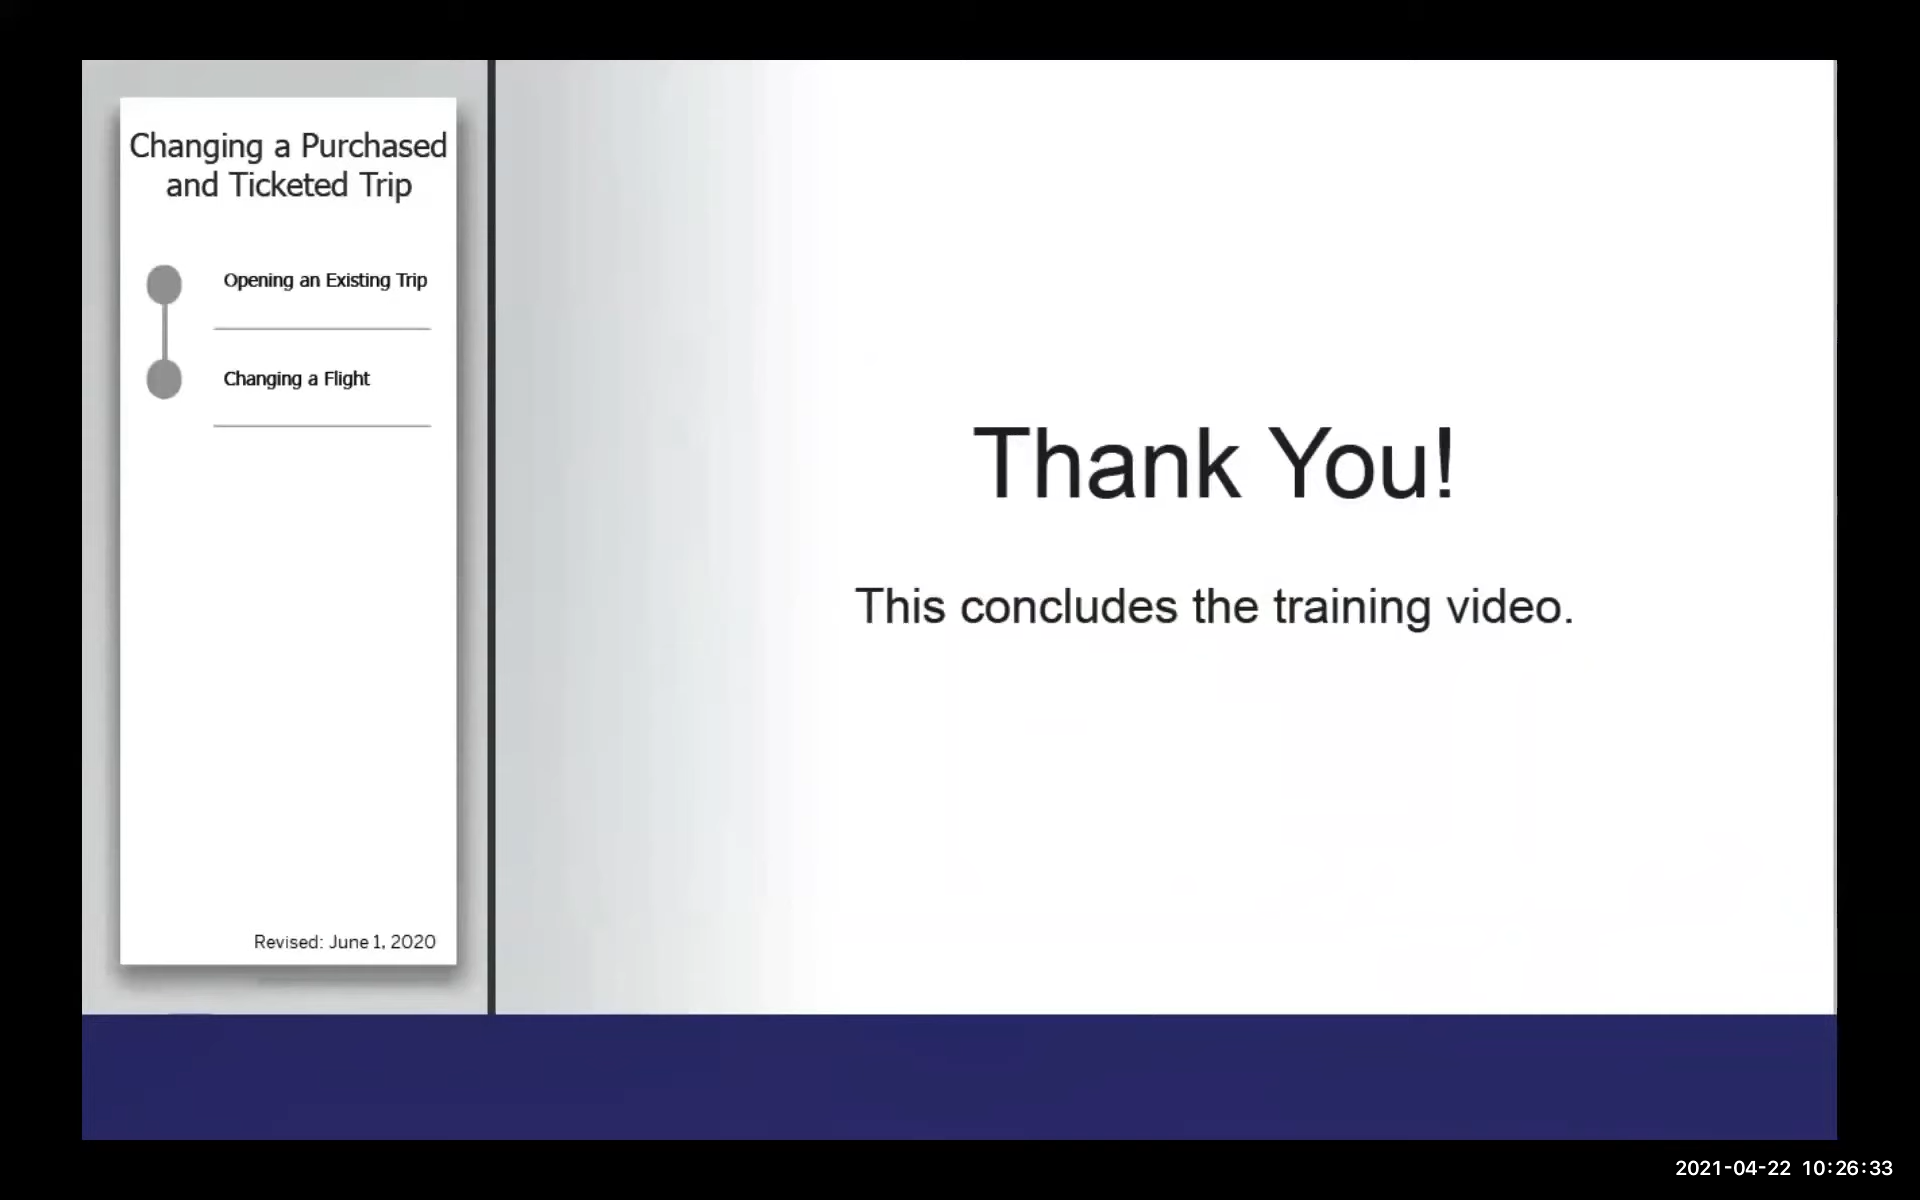 Changing a Purchased
and Ticketed Trip
Opening an Existing Trip
Changing a Flight
Revised: June 1, 2020
Thank You!
This concludes the training video.
2021-04-22 10:26:33